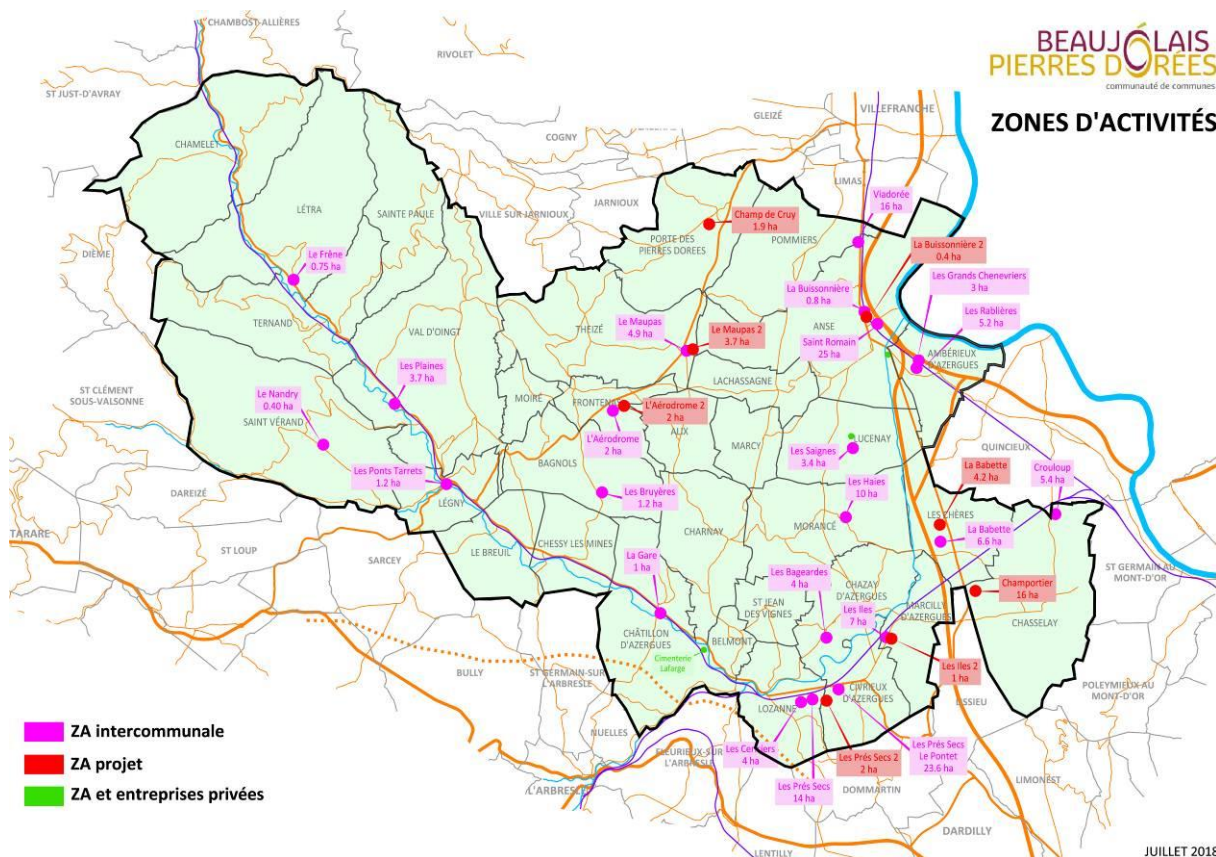 BEAUJOLAIS
PIERRES DORÉES
communauté de communes
ZONES D'ACTIVITÉS
CHAMBOST-ALLIÈRES
RIVOLET
ST JUST-D'AVRAY
COGNY
GLEIZÉ
VILLEFRANCHE
CHAMELET
LIMAS
LÉTRA
SAINTE PAULE
VILLE SUR JARNIOUX
JARNIOUX
Viadorée
16 ha
Champ de Cruy
1.9 ha
PORTE DES
PIERRES DOREES
POMMIERS
DIÈME
La Buissonnière 2
0.4 ha
Le Frêne
0.75 ha
Les Grands Chenevriers
3 ha
La Buissonnière
0.8 ha
Les Rablières
5.2 ha
TERNAND
VAL D'OINGT
THEIZÉ
Le Maupas
4.9 ha
Le Maupas 2
3.7 ha
ANSE
Saint Romain
25 ha
AMBÉRIEUX
D'AZERGUES
Les Plaines
3.7 ha
LACHASSAGNE
ST CLÉMENT
SOUS-VALSONNE
Le Nandry
0.40 ha
MOIRÉ
FRONTENAS
L'Aérodrome 2
2 ha
SAINT VÉRAND
L'Aérodrome
2 ha
ALIX
MARCY
LUCENAY
QUINCIEUX
Les Saignes
3.4 ha
Les Ponts Tarrets
1.2 ha
BAGNOLS
La Babette
4.2 ha
Crouloup
5.4 ha
DAREIZÉ
LÉGNY
Les Bruyères
1.2 ha
Les Haies
10 ha
MORANCÉ
LES CHÈRES
TARARE
ST LOUP
SARCEY
LE BREUIL
CHESSY LES MINES
CHARNAY
La Babette
6.6 ha
La Gare
1 ha
Les Bageardes
4 ha
CHAZAY
D'AZERGUES
ST GERMAIN AU
MONT-D'OR
ST JEAN
DES VIGNES
Les Iles
7 ha
MARCILLY
D'AZERGUES
Champortier
16 ha
CHASSELAY
CHÂTILLON
D'AZERGUES
BELMONT
Cimenterie
Lafarge
Les Iles 2
1 ha
BULLY
ST GERMAIN-SUR
L'ARBRESLE
CIVRIEUX
D'AZERGUES
POLEYMIEUX AU
MONT-D'OR
LOZANNE
NUELLES
FLEURIEUX-SUR
L'ARBRESLE
4 ha
Les Prés Secs 2
2 ha
Les Prés Secs
Le Pontet
23.6 ha
L'ARBRESLE
Les Prés Secs
14 ha
DOMMARTIN
LIMONEST
DARDILLY
LENTILLY
ZA intercommunale
ZA projet
ZA et entreprises privées
JUILLET 2018